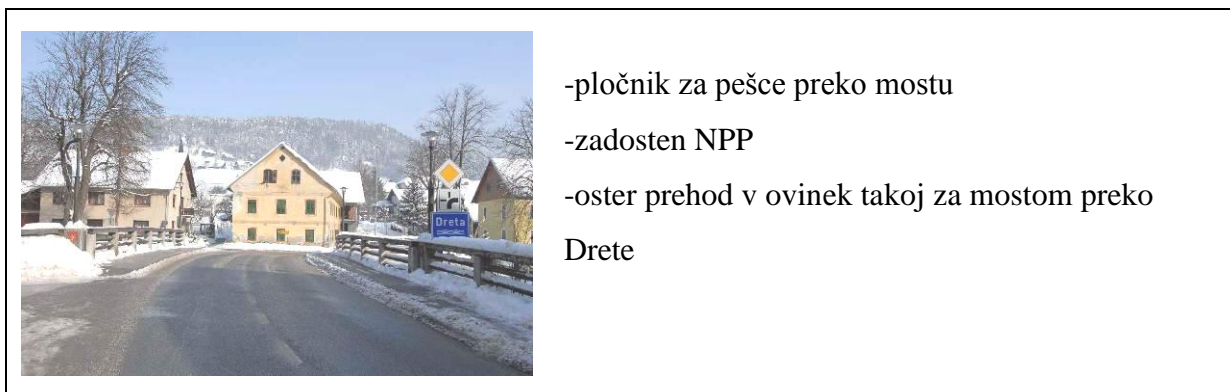 Dreta
-pločnik za pešce preko mostu
-zadosten NPP
-oster prehod v ovinek takoj za mostom preko
Drete